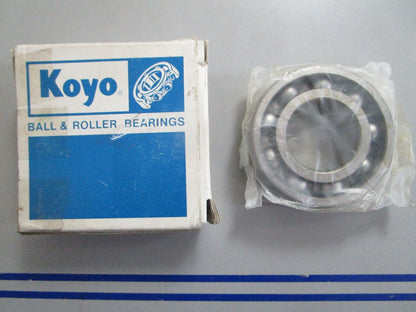 Koyo
BALL & ROLLER BEARINGS